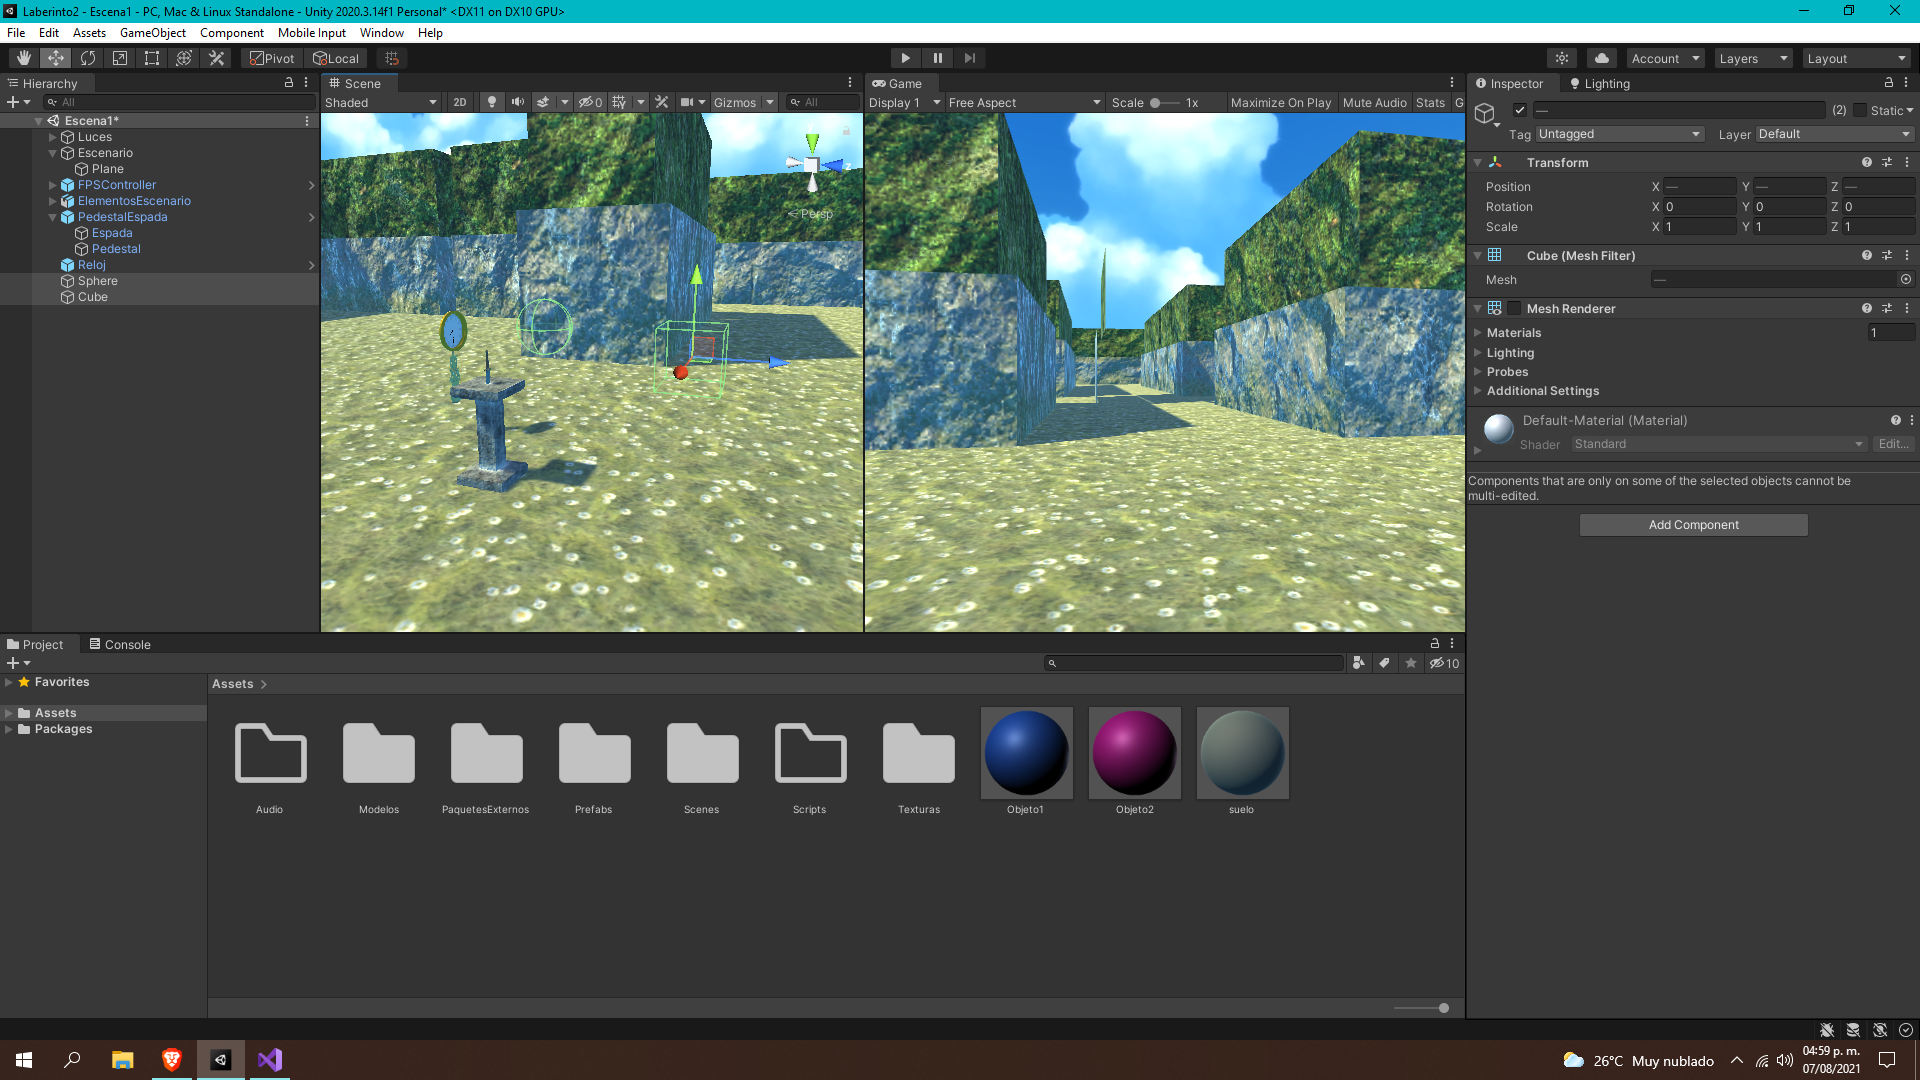 Laberinto2 - Escena1 - PC, Mac & Linux Standalone - Unity 2020.3.14f1 Personal* <DX11 on DX10 GPU>
File Edit Assets GameObject Component Mobile Input Window Help
Pivot Local Account Layers Layout
Hierarchy
All
Escena1*
Luces
Escenario
Plane
FPSController
ElementosEscenario
PedestalEspada
Espada
Pedestal
Reloj
Sphere
Cube
Scene
Shaded 2D 0 Gizmos All
Persp
Game
Display 1 Free Aspect Scale 1x Maximize On Play Mute Audio Stats G
Inspector Lighting
— (2) Static
Tag Untagged Layer Default
Transform
Position X — Y — Z —
Rotation X 0 Y 0 Z 0
Scale X 1 Y 1 Z 1
Cube (Mesh Filter)
Mesh —
Mesh Renderer
Materials 1
Lighting
Probes
Additional Settings
Default-Material (Material)
Shader Standard Edit...
Components that are only on some of the selected objects cannot be
multi-edited.
Add Component
Project Console
10
Favorites
Assets
Packages
Assets >
Audio Modelos PaquetesExternos Prefabs Scenes Scripts Texturas Objeto1 Objeto2 suelo
26°C Muy nublado
04:59 p. m.
07/08/2021